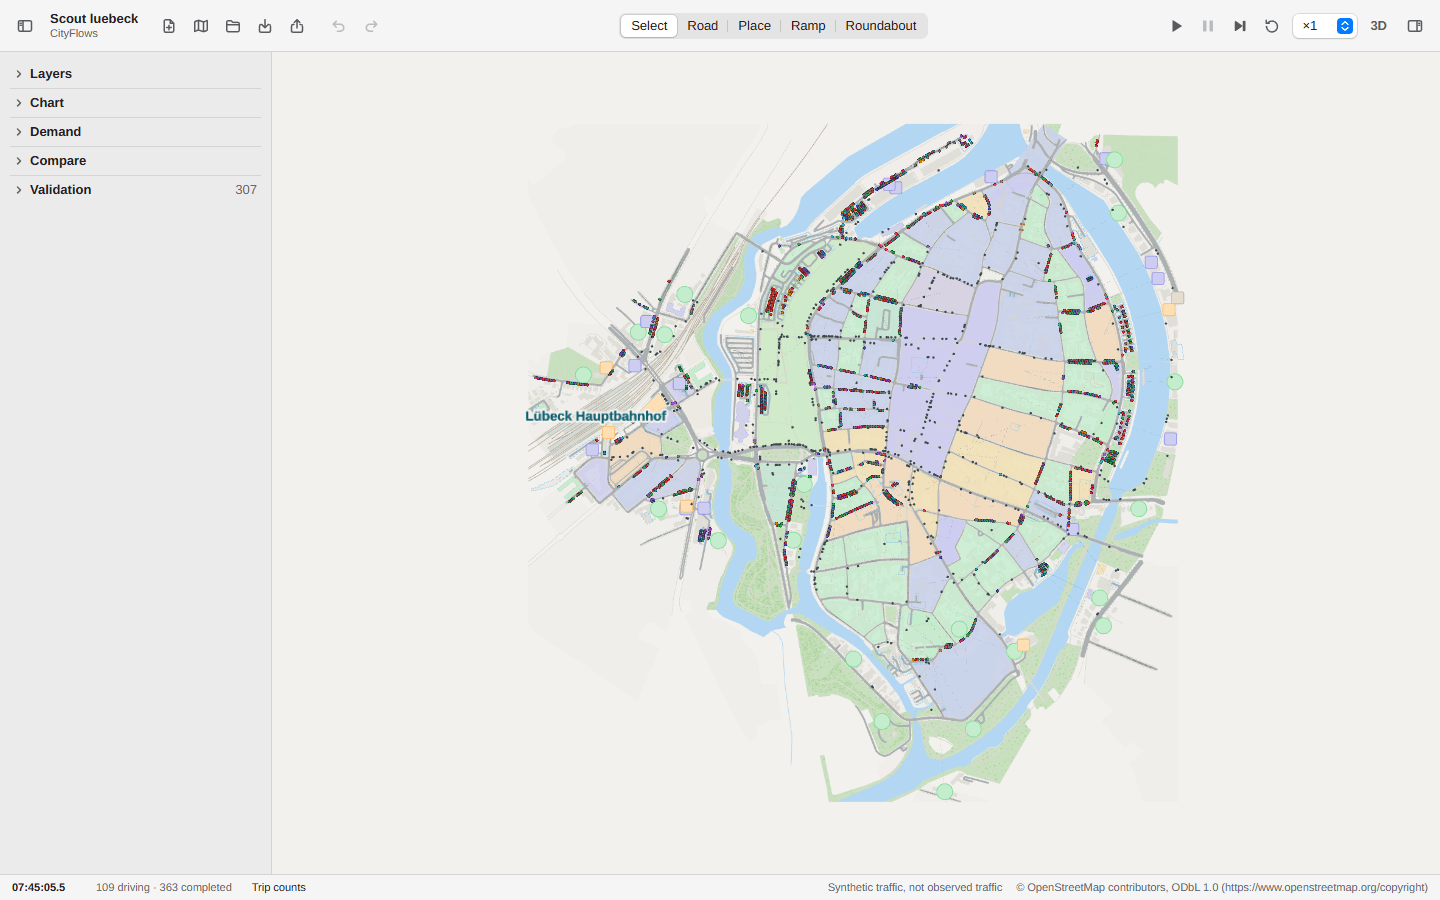 Scout luebeck
CityFlows
Select
Road
Place
Ramp
Roundabout
×1
3D
Layers
Chart
Demand
Compare
Validation 307
Lübeck Hauptbahnhof
07:45:05.5
109 driving · 363 completed
Trip counts
Synthetic traffic, not observed traffic
© OpenStreetMap contributors, ODbL 1.0 (https://www.openstreetmap.org/copyright)